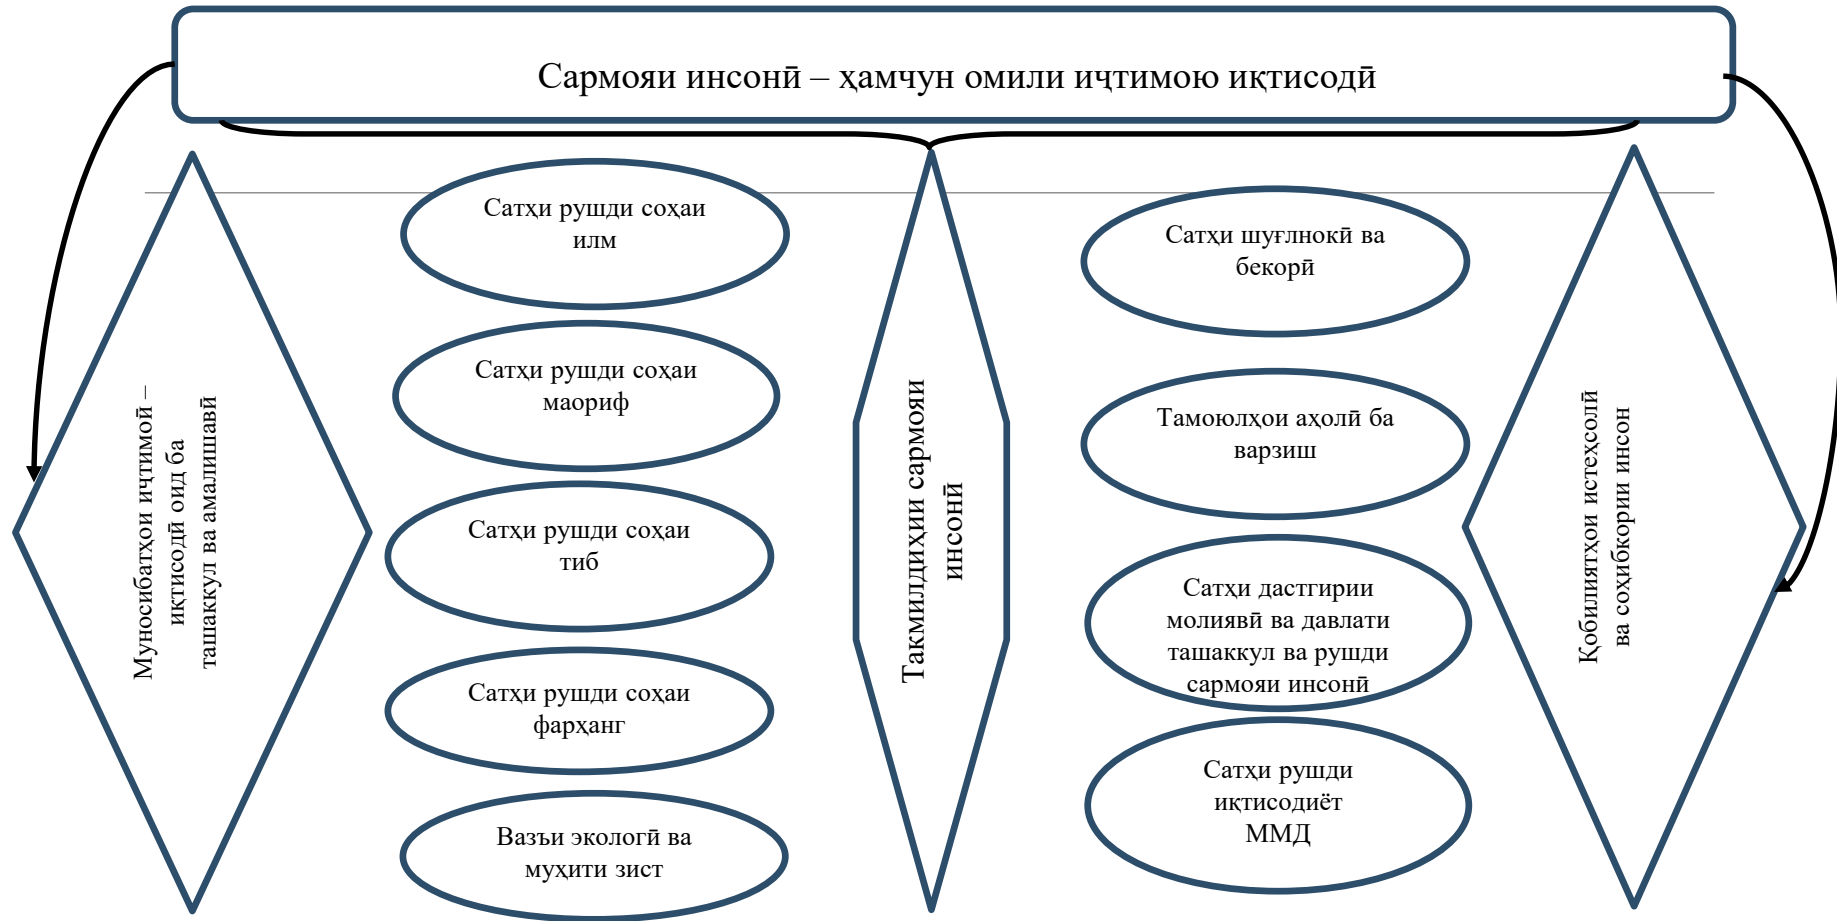 Сармояи инсонӣ – ҳамчун омили иҷтимою иқтисодӣ
Муносибатҳои иҷтимоӣ –
иқтисодӣ оид ба
ташаккул ва амалишавӣ
Сатҳи рушди соҳаи
илм
Сатҳи рушди соҳаи
маориф
Сатҳи рушди соҳаи
тиб
Сатҳи рушди соҳаи
фарҳанг
Вазъи экологӣ ва
муҳити зист
Такмилдиҳии сармояи
инсонӣ
Сатҳи шуғлнокӣ ва
бекорӣ
Тамоюлҳои аҳолӣ ба
варзиш
Сатҳи дастгирии
молиявӣ ва давлати
ташаккул ва рушди
сармояи инсонӣ
Сатҳи рушди
иқтисодиёт
ММД
Қобилиятҳои истеҳсолӣ
ва соҳибкории инсон